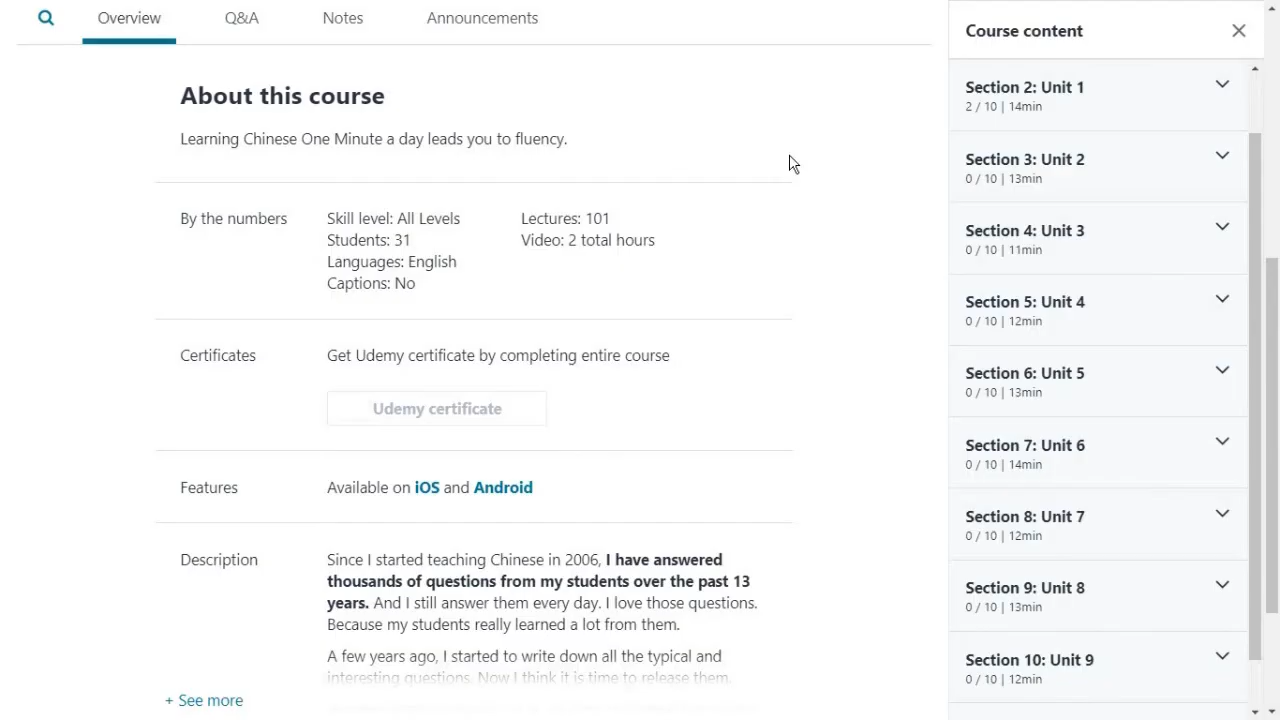 Overview
Q&A
Notes
Announcements
About this course
Learning Chinese One Minute a day leads you to fluency.
By the numbers
Skill level: All Levels
Students: 31
Languages: English
Captions: No
Lectures: 101
Video: 2 total hours
Certificates
Get Udemy certificate by completing entire course
Udemy certificate
Features
Available on iOS and Android
Description
Since I started teaching Chinese in 2006, I have answered
thousands of questions from my students over the past 13
years. And I still answer them every day. I love those questions.
Because my students really learned a lot from them.
A few years ago, I started to write down all the typical and
interesting questions. Now I think it is time to release them.
+ See more
Course content
Section 2: Unit 1
2 / 10 | 14min
Section 3: Unit 2
0 / 10 | 13min
Section 4: Unit 3
0 / 10 | 11min
Section 5: Unit 4
0 / 10 | 12min
Section 6: Unit 5
0 / 10 | 13min
Section 7: Unit 6
0 / 10 | 14min
Section 8: Unit 7
0 / 10 | 12min
Section 9: Unit 8
0 / 10 | 13min
Section 10: Unit 9
0 / 10 | 12min